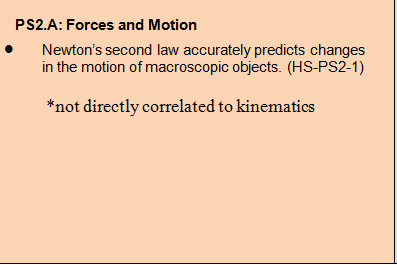 PS2.A: Forces and Motion
● Newton's second law accurately predicts changes
in the motion of macroscopic objects. (HS-PS2-1)
*not directly correlated to kinematics